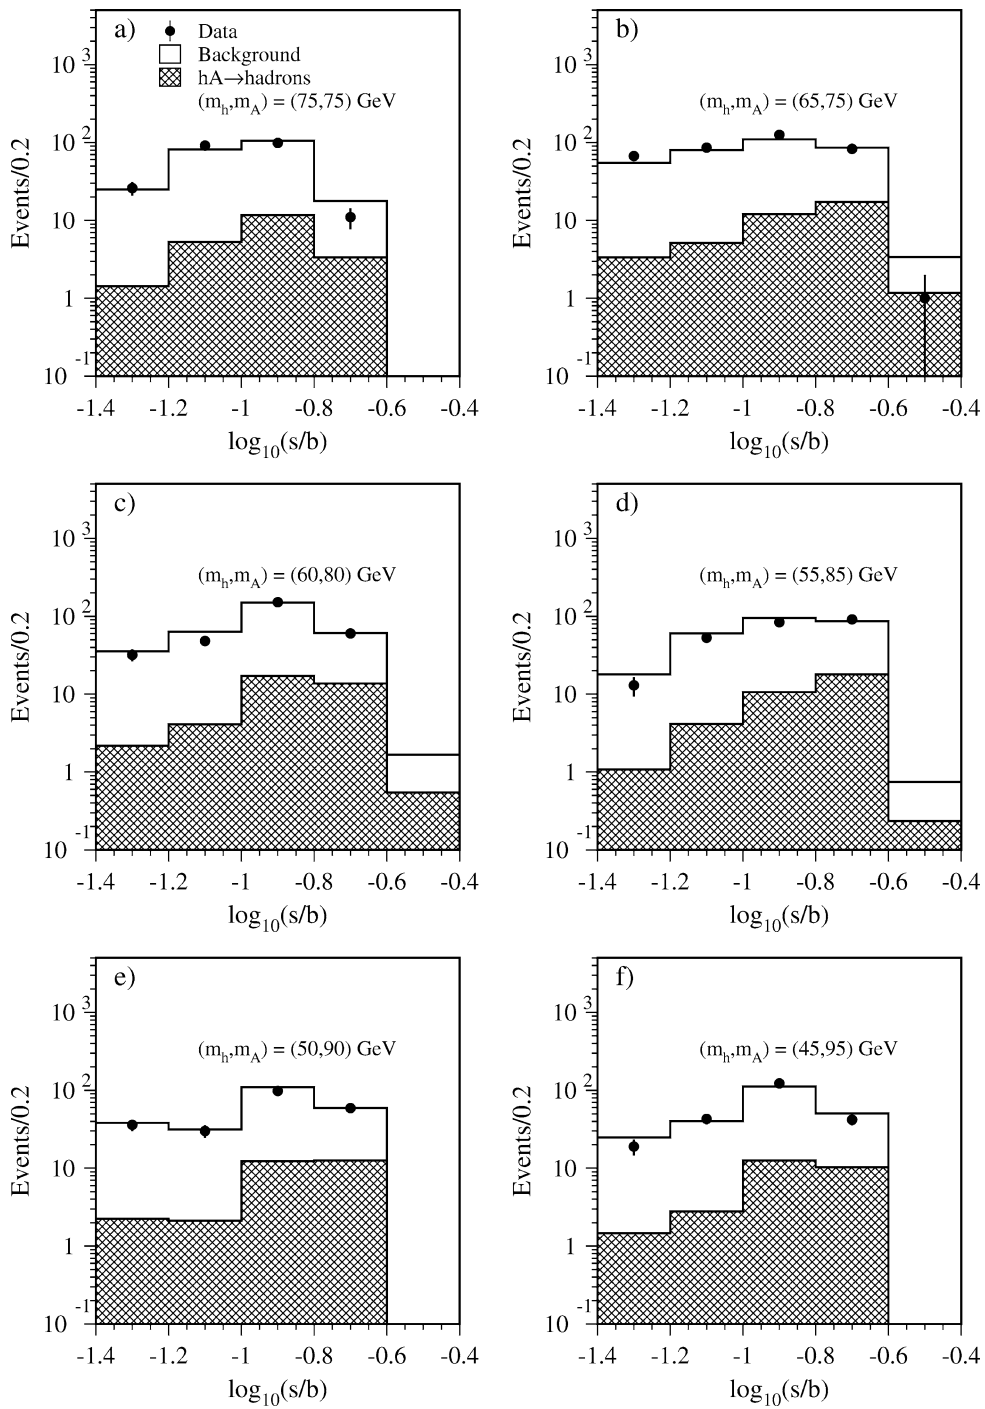 a)
Data
Background
hA→hadrons
(m_h,m_A) = (75,75) GeV
Events/0.2
10^3
10^2
10
1
10^-1
-1.4 -1.2 -1 -0.8 -0.6 -0.4
log_10(s/b)
b)
(m_h,m_A) = (65,75) GeV
Events/0.2
10^3
10^2
10
1
10^-1
-1.4 -1.2 -1 -0.8 -0.6 -0.4
log_10(s/b)
c)
(m_h,m_A) = (60,80) GeV
Events/0.2
10^3
10^2
10
1
10^-1
-1.4 -1.2 -1 -0.8 -0.6 -0.4
log_10(s/b)
d)
(m_h,m_A) = (55,85) GeV
Events/0.2
10^3
10^2
10
1
10^-1
-1.4 -1.2 -1 -0.8 -0.6 -0.4
log_10(s/b)
e)
(m_h,m_A) = (50,90) GeV
Events/0.2
10^3
10^2
10
1
10^-1
-1.4 -1.2 -1 -0.8 -0.6 -0.4
log_10(s/b)
f)
(m_h,m_A) = (45,95) GeV
Events/0.2
10^3
10^2
10
1
10^-1
-1.4 -1.2 -1 -0.8 -0.6 -0.4
log_10(s/b)